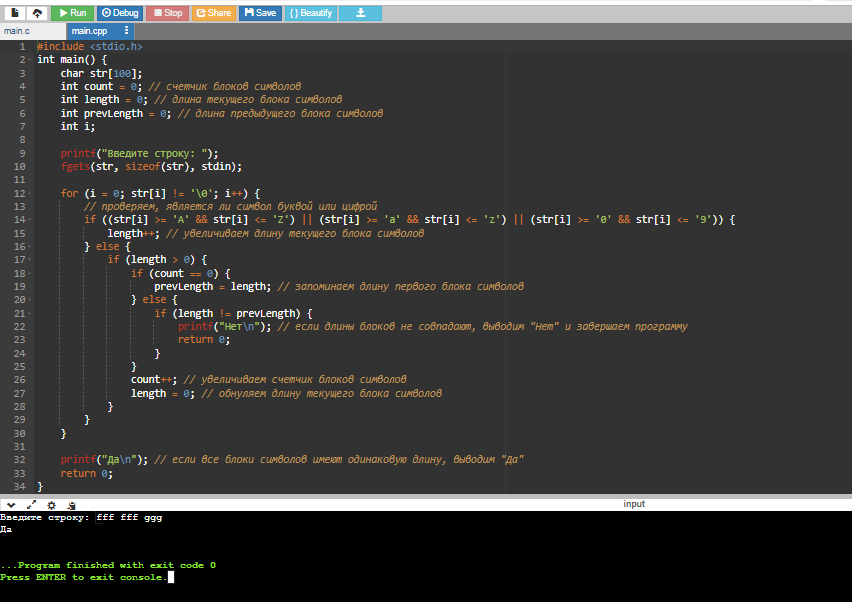 Run Debug Stop Share Save { } Beautify
main.c main.cpp
1 #include <stdio.h>
2 int main() {
3 char str[100];
4 int count = 0; // счетчик блоков символов
5 int length = 0; // длина текущего блока символов
6 int prevLength = 0; // длина предыдущего блока символов
7 int i;
8
9 printf("Введите строку: ");
10 fgets(str, sizeof(str), stdin);
11
12 for (i = 0; str[i] != '\0'; i++) {
13 // проверяем, является ли символ буквой или цифрой
14 if ((str[i] >= 'A' && str[i] <= 'Z') || (str[i] >= 'a' && str[i] <= 'z') || (str[i] >= '0' && str[i] <= '9')) {
15 length++; // увеличиваем длину текущего блока символов
16 } else {
17 if (length > 0) {
18 if (count == 0) {
19 prevLength = length; // запоминаем длину первого блока символов
20 } else {
21 if (length != prevLength) {
22 printf("Нет\n"); // если длины блоков не совпадают, выводим "Нет" и завершаем программу
23 return 0;
24 }
25 }
26 count++; // увеличиваем счетчик блоков символов
27 length = 0; // обнуляем длину текущего блока символов
28 }
29 }
30 }
31
32 printf("Да\n"); // если все блоки символов имеют одинаковую длину, выводим "Да"
33 return 0;
34 }
input
Введите строку: fff fff ggg
Да
...Program finished with exit code 0
Press ENTER to exit console.